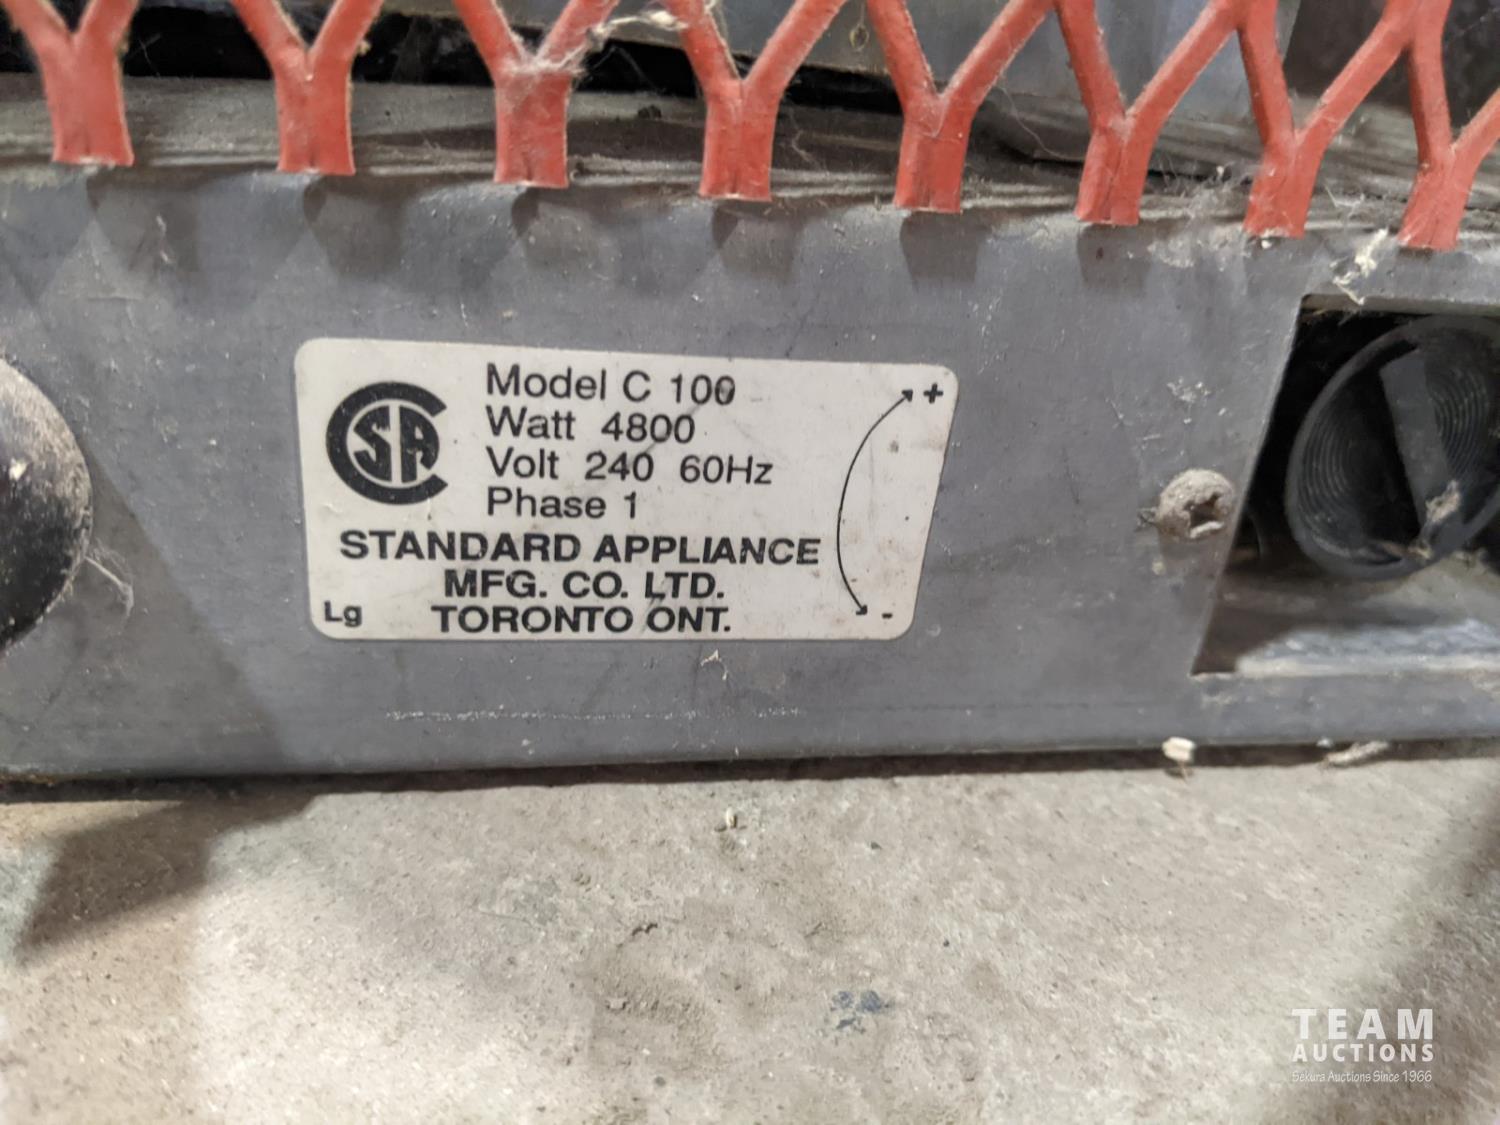 CSA
Model C 100
Watt 4800
Volt 240 60Hz
Phase 1
STANDARD APPLIANCE
MFG. CO. LTD.
Lg TORONTO ONT.
+
-
TEAM
AUCTIONS
Sekura Auctions Since 1966